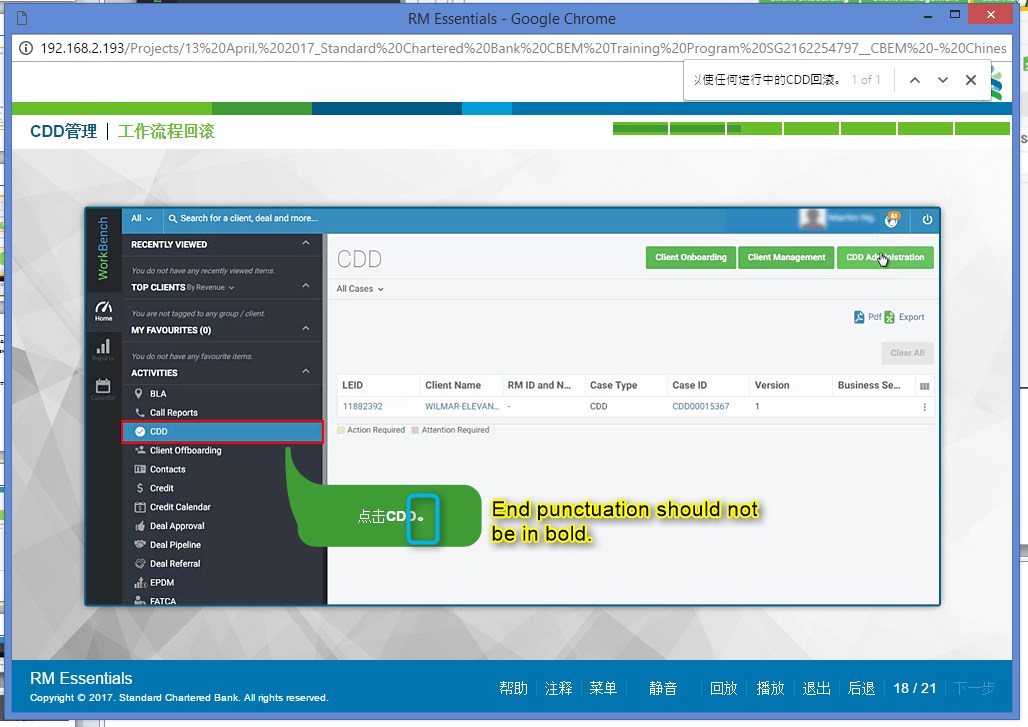 RM Essentials - Google Chrome
192.168.2.193/Projects/13%20April,%202017_Standard%20Chartered%20Bank%20CBEM%20Training%20Program%20SG2162254797__CBEM%20-%20Chines
以使任何进行中的CDD回滚。 1 of 1
CDD管理 | 工作流程回滚
WorkBench
All
Search for a client, deal and more...
Home
Reports
Calendar
RECENTLY VIEWED
You do not have any recently viewed items.
TOP CLIENTS By Revenue
You are not tagged to any group / client.
MY FAVOURITES (0)
You do not have any favourite items.
ACTIVITIES
BLA
Call Reports
CDD
Client Offboarding
Contacts
Credit
Credit Calendar
Deal Approval
Deal Pipeline
Deal Referral
EPDM
FATCA
CDD
Client Onboarding
Client Management
CDD Administration
All Cases
Pdf Export
Clear All
LEID Client Name RM ID and N... Case Type Case ID Version Business Se...
11882392 WILMAR-ELEVAN... - CDD CDD00015367 1
Action Required Attention Required
点击CDD。
End punctuation should not
be in bold.
RM Essentials
Copyright © 2017. Standard Chartered Bank. All rights reserved.
帮助 注释 菜单 静音 回放 播放 退出 后退 18 / 21 下一步